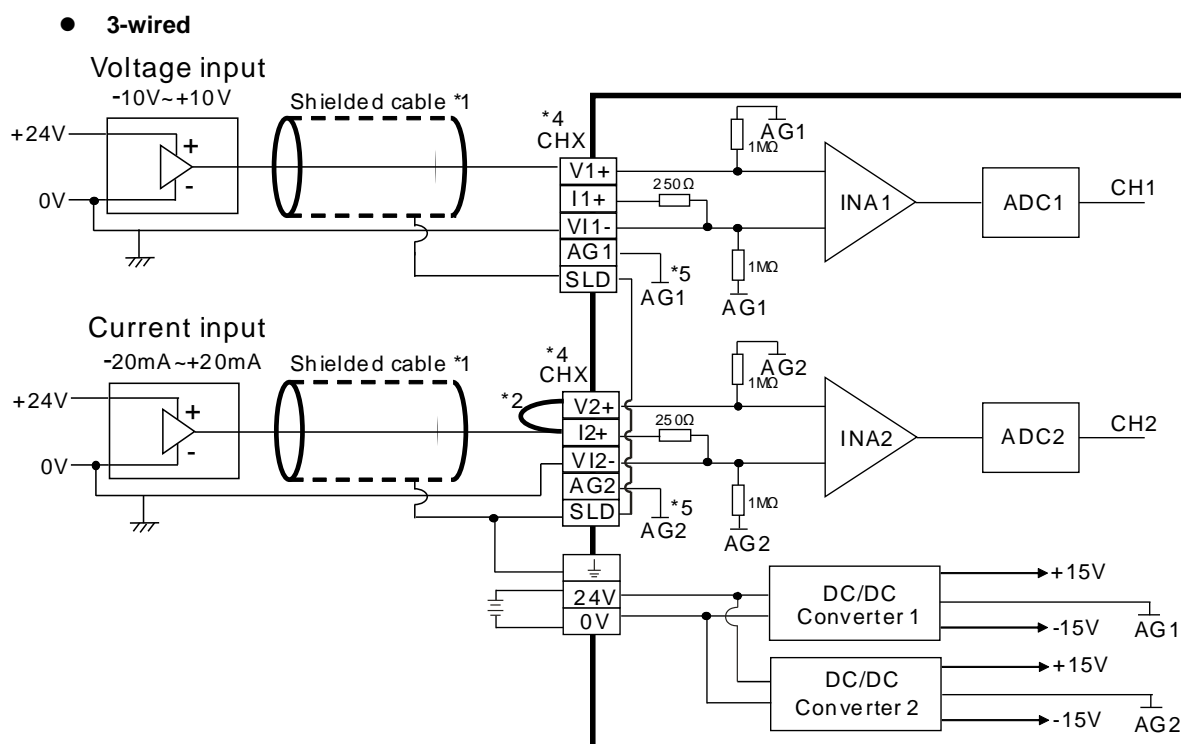 ● 3-wired
Voltage input
-10V~+10V
+24V
+
-
0V
Shielded cable *1
*4
CHX
V1+
I1+
VI1-
AG1
SLD
250Ω
AG1
1MΩ
1MΩ
AG1
*5
AG1
INA1
ADC1
CH1
Current input
-20mA~+20mA
+24V
+
-
0V
Shielded cable *1
*2
*4
CHX
V2+
I2+
VI2-
AG2
SLD
250Ω
AG2
1MΩ
1MΩ
AG2
*5
AG2
INA2
ADC2
CH2
24V
0V
DC/DC
Converter 1
+15V
AG1
-15V
DC/DC
Converter 2
+15V
AG2
-15V